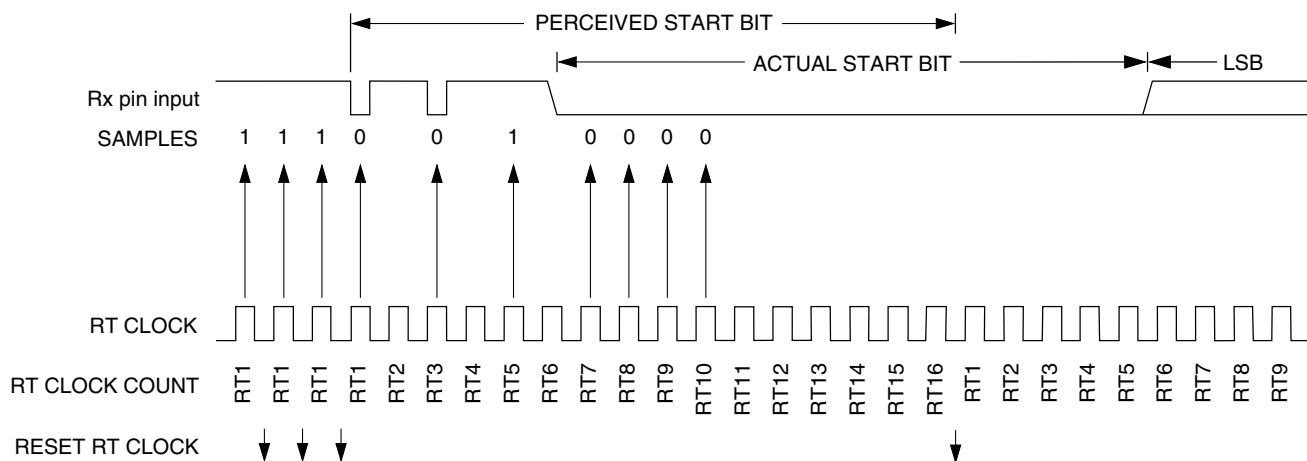 PERCEIVED START BIT
ACTUAL START BIT LSB
Rx pin input
SAMPLES 1 1 1 0 0 1 0 0 0 0
RT CLOCK
RT CLOCK COUNT RT1 RT1 RT1 RT1 RT2 RT3 RT4 RT5 RT6 RT7 RT8 RT9 RT10 RT11 RT12 RT13 RT14 RT15 RT16 RT1 RT2 RT3 RT4 RT5 RT6 RT7 RT8 RT9
RESET RT CLOCK